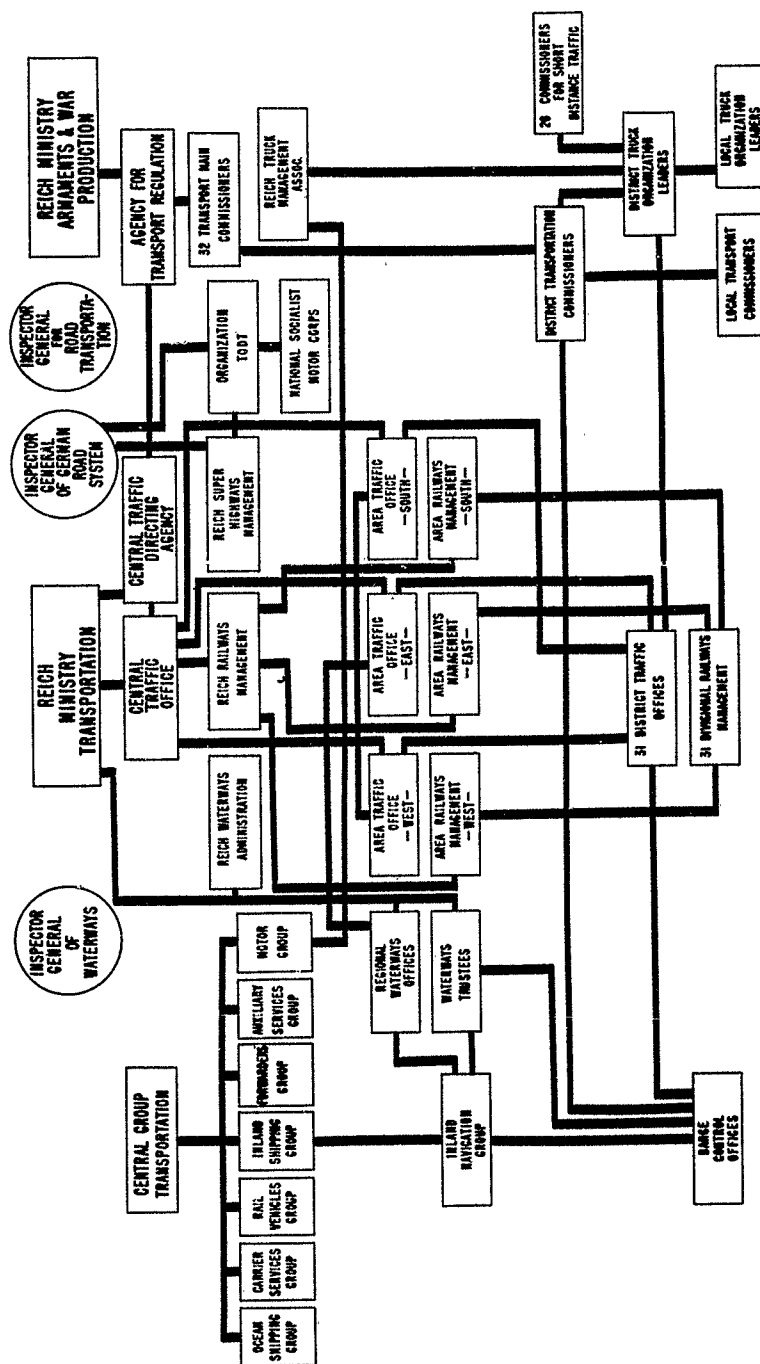 INSPECTOR
GENERAL
OF
WATERWAYS
INSPECTOR
GENERAL
OF GERMAN
ROAD
SYSTEM
INSPECTOR
GENERAL
FOR
ROAD
TRANSPORTA-
TION
REICH
MINISTRY
TRANSPORTATION
REICH MINISTRY
ARMAMENTS & WAR
PRODUCTION
CENTRAL GROUP
TRANSPORTATION
CENTRAL
TRAFFIC
OFFICE
CENTRAL TRAFFIC
DIRECTING
AGENCY
AGENCY FOR
TRANSPORT REGULATION
REICH WATERWAYS
ADMINISTRATION
REICH RAILWAYS
MANAGEMENT
REICH SUPER
HIGHWAYS
MANAGEMENT
ORGANIZATION
TODT
32 TRANSPORT MAIN
COMMISSIONERS
OCEAN
SHIPPING
GROUP
CARRIER
SERVICES
GROUP
RAIL
VEHICLES
GROUP
INLAND
SHIPPING
GROUP
FORWARDERS
GROUP
AUXILIARY
SERVICES
GROUP
MOTOR
GROUP
NATIONAL SOCIALIST
MOTOR CORPS
REICH TRUCK
MANAGEMENT
ASSOC.
REGIONAL
WATERWAYS
OFFICES
AREA TRAFFIC
OFFICE
—WEST—
AREA TRAFFIC
OFFICE
—EAST—
AREA TRAFFIC
OFFICE
—SOUTH—
INLAND
NAVIGATION
GROUP
WATERWAYS
TRUSTEES
AREA RAILWAYS
MANAGEMENT
—WEST—
AREA RAILWAYS
MANAGEMENT
—EAST—
AREA RAILWAYS
MANAGEMENT
—SOUTH—
DISTRICT TRANSPORTATION
COMMISSIONERS
26 COMMISSIONERS
FOR SHORT
DISTANCE TRAFFIC
31 DISTRICT TRAFFIC
OFFICES
DISTRICT TRUCK
ORGANIZATION
LEADERS
BARGE
CONTROL
OFFICES
31 DIVISIONAL RAILWAYS
MANAGEMENT
LOCAL TRANSPORT
COMMISSIONERS
LOCAL TRUCK
ORGANIZATION
LEADERS